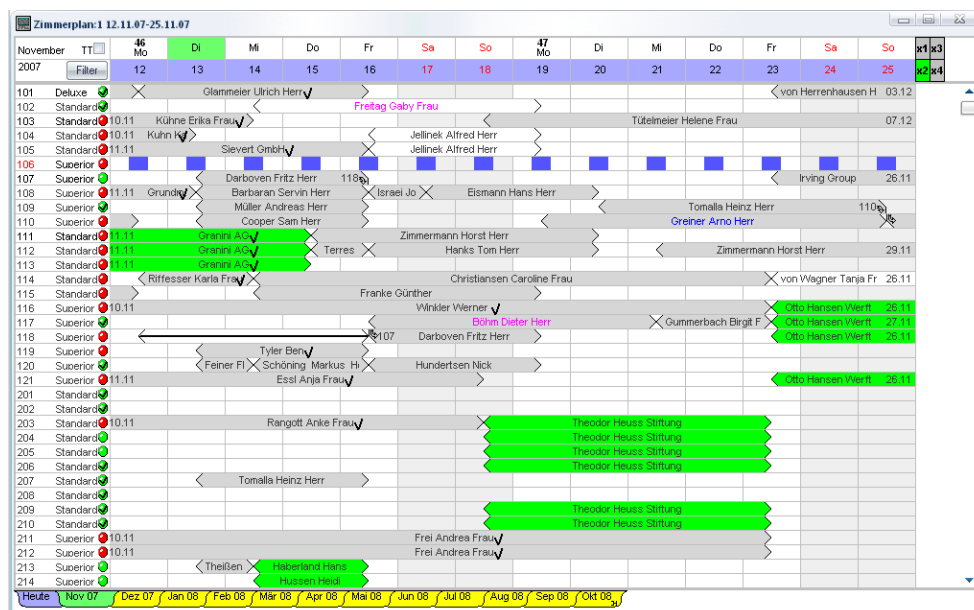 Zimmerplan:1 12.11.07-25.11.07
November TT 46 Mo Di Mi Do Fr Sa So 47 Mo Di Mi Do Fr Sa So x1 x3
2007 Filter 12 13 14 15 16 17 18 19 20 21 22 23 24 25 x2 x4
101 Deluxe Glammeier Ulrich Herr von Herrenhausen H 03.12
102 Standard Freitag Gaby Frau
103 Standard 10.11 Kühne Erika Frau Tütelmeier Helene Frau 07.12
104 Standard 10.11 Kuhn Jellinek Alfred Herr
105 Standard 11.11 Sievert GmbH Jellinek Alfred Herr
106 Superior
107 Superior Darboven Fritz Herr 118 Irving Group 26.11
108 Superior 11.11 Barbaran Servin Herr Israel Jo Eismann Hans Herr
109 Superior Müller Andreas Herr Tomalla Heinz Herr 110
110 Superior Cooper Sam Herr Greiner Arno Herr
111 Standard 11.11 Granini AG Zimmermann Horst Herr
112 Standard 11.11 Granini AG Terres Hanks Tom Herr Zimmermann Horst Herr 29.11
113 Standard 11.11 Granini AG
114 Standard Riffesser Karla Frau Christiansen Caroline Frau von Wagner Tanja Fr 26.11
115 Standard Franke Günther
116 Superior 10.11 Winkler Werner Otto Hansen Werft 26.11
117 Superior Böhm Dieter Herr Gummerbach Birgit F Otto Hansen Werft 27.11
118 Superior 107 Darboven Fritz Herr Otto Hansen Werft 26.11
119 Superior Tyler Ben
120 Superior Feiner Fl Schöning Markus Hundertsen Nick
121 Superior 11.11 Essl Anja Frau Otto Hansen Werft 26.11
201 Standard
202 Standard
203 Standard 10.11 Rangott Anke Frau Theodor Heuss Stiftung
204 Standard Theodor Heuss Stiftung
205 Standard Theodor Heuss Stiftung
206 Standard Theodor Heuss Stiftung
207 Standard Tomalla Heinz Herr
208 Standard
209 Standard Theodor Heuss Stiftung
210 Standard Theodor Heuss Stiftung
211 Superior 10.11 Frei Andrea Frau
212 Superior 10.11 Frei Andrea Frau
213 Superior Theißen Haberland Hans
214 Superior Hussen Heidi
Heute Nov 07 Dez 07 Jan 08 Feb 08 Mär 08 Apr 08 Mai 08 Jun 08 Jul 08 Aug 08 Sep 08 Okt 08